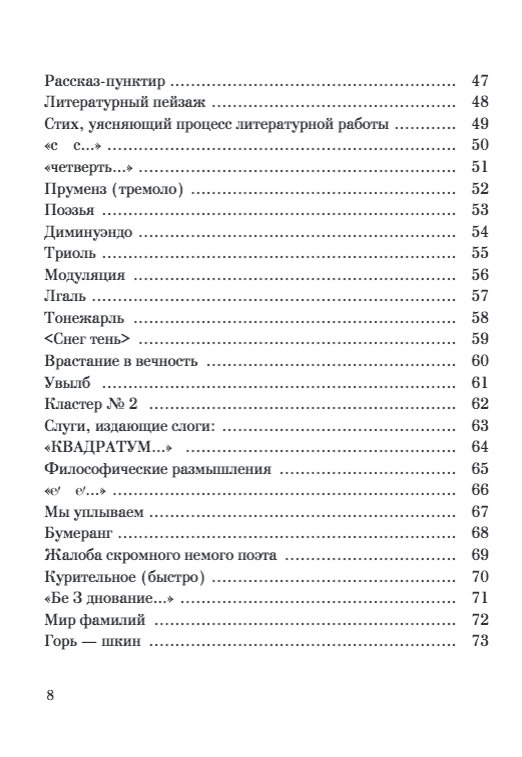 Рассказ-пунктир ........................................................ 47
Литературный пейзаж ................................................ 48
Стих, уясняющий процесс литературной работы ............ 49
«с с...» .................................................................... 50
«четверть...» .............................................................. 51
Пруменз (тремоло) .................................................... 52
Поэзья ...................................................................... 53
Диминуэндо ............................................................... 54
Триоль ...................................................................... 55
Модуляция ................................................................ 56
Лгаль ........................................................................ 57
Тонежарль ................................................................ 58
<Снег тень> .............................................................. 59
Врастание в вечность .................................................. 60
Увылб ....................................................................... 61
Кластер № 2 .............................................................. 62
Слуги, издающие слоги: ............................................... 63
«КВАДРАТУМ...» ....................................................... 64
Философические размышления .................................... 65
«е е...» .................................................................... 66
Мы уплываем ............................................................ 67
Бумеранг ................................................................... 68
Жалоба скромного немого поэта ................................... 69
Курительное (быстро) ................................................. 70
«Бе З днование...» ...................................................... 71
Мир фамилий ............................................................ 72
Горь — шкин ............................................................. 73
8